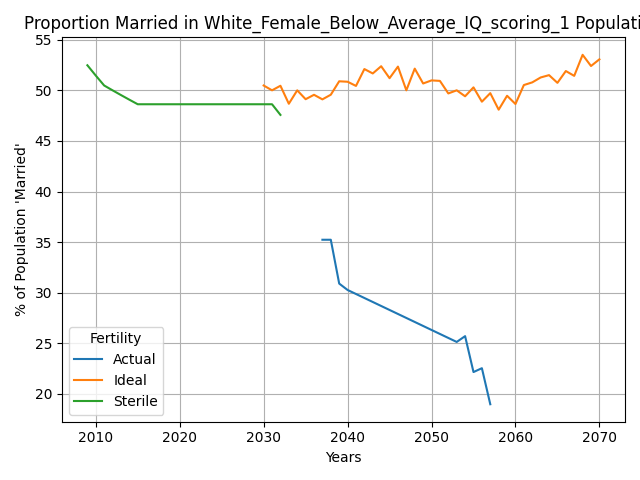 Proportion Married in White_Female_Below_Average_IQ_scoring_1 Populati
55
50
45
40
35
30
25
20
% of Population 'Married'
Fertility
Actual
Ideal
Sterile
2010 2020 2030 2040 2050 2060 2070
Years